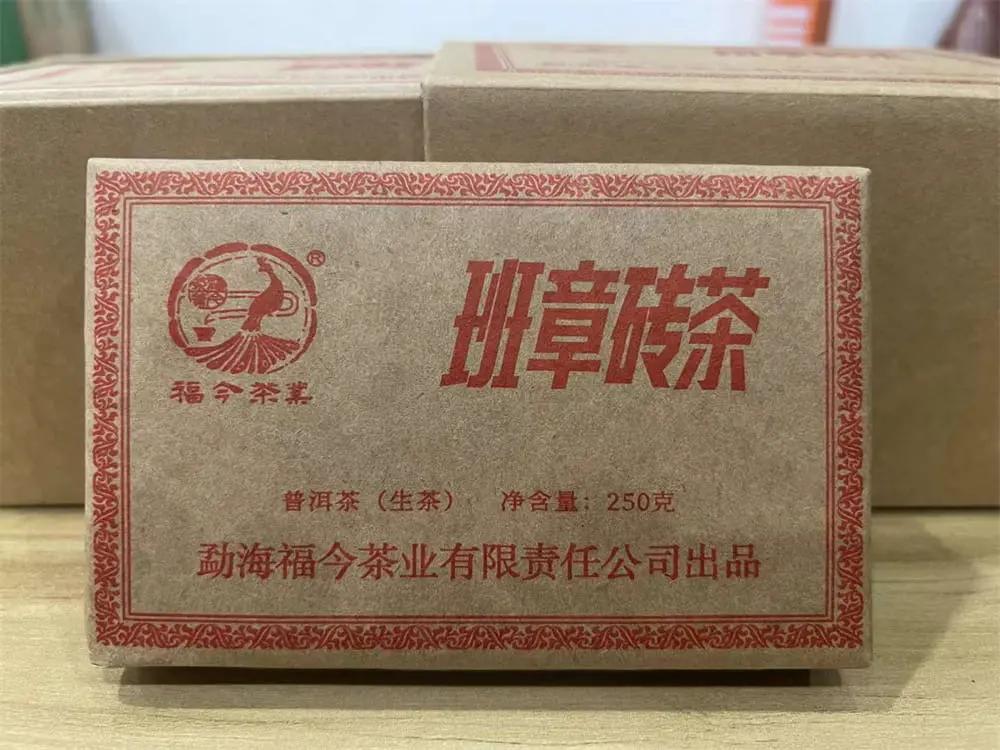 ®
福今茶業
班章砖茶
普洱茶（生茶） 净含量：250克
勐海福今茶业有限责任公司出品